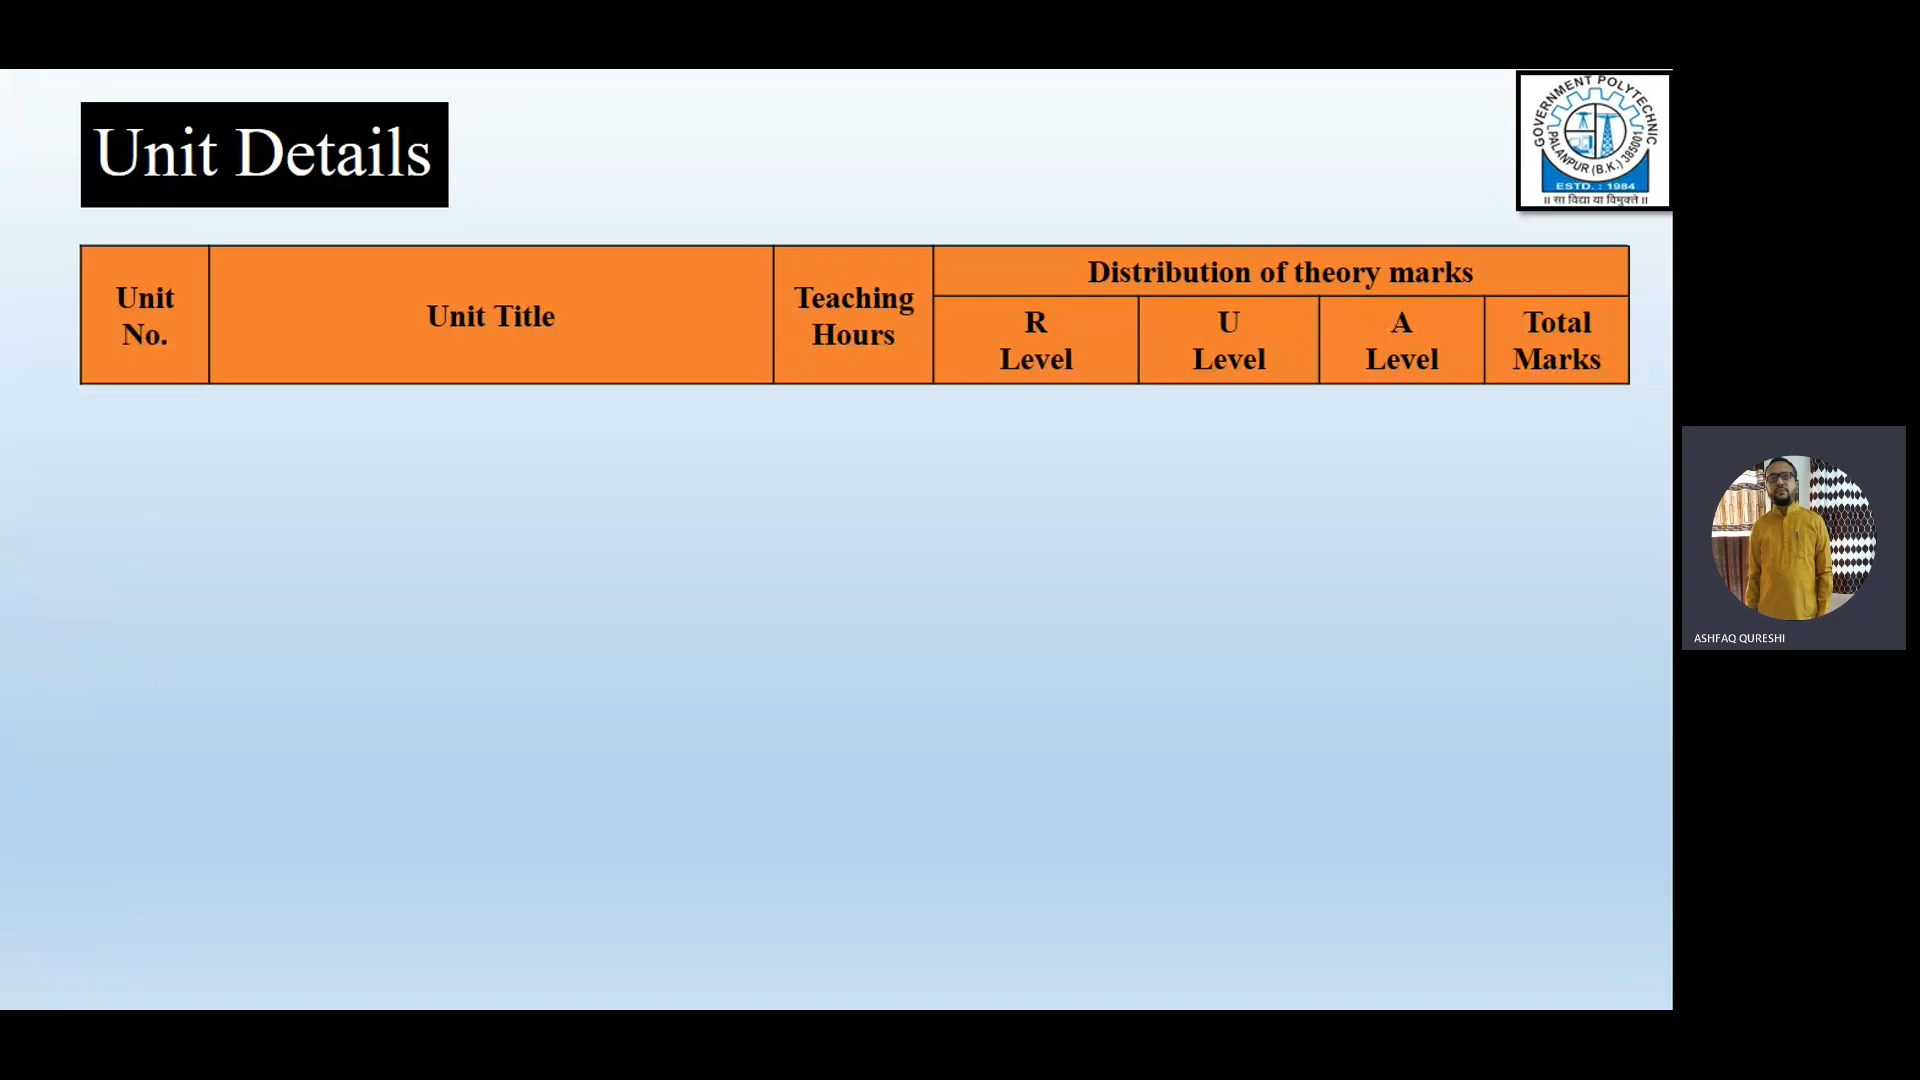 Unit Details
GOVERNMENT POLYTECHNIC
PALANPUR (B.K.) 385001
ESTD. : 1984
॥ सा विद्या या विमुक्ते ॥
Unit
No.
Unit Title
Teaching
Hours
Distribution of theory marks
R
Level
U
Level
A
Level
Total
Marks
ASHFAQ QURESHI